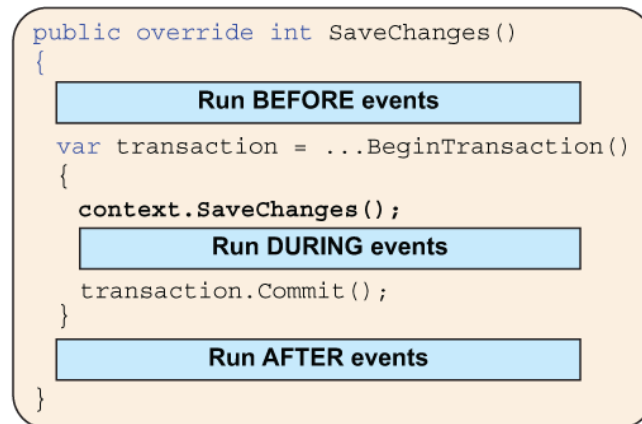 public override int SaveChanges()
{
Run BEFORE events
var transaction = ...BeginTransaction()
{
context.SaveChanges();
Run DURING events
transaction.Commit();
}
Run AFTER events
}